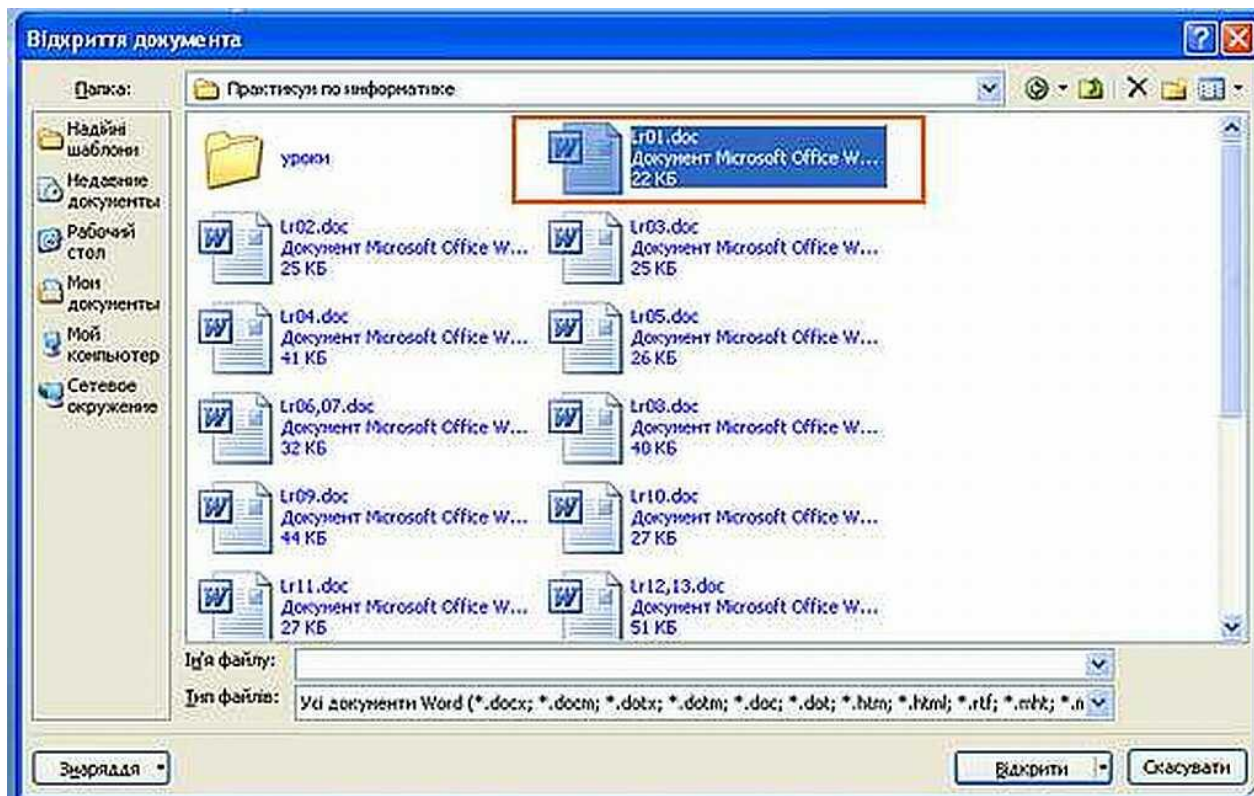 Відкриття документа
Папка:
Практикум по информатике
Надійні
шаблони
Недавние
документы
Рабочий
стол
Мои
документы
Мой
компьютер
Сетевое
окружение
уроки
Lr01.doc
Документ Microsoft Office W...
22 КБ
Lr02.doc
Документ Microsoft Office W...
25 КБ
Lr03.doc
Документ Microsoft Office W...
25 КБ
Lr04.doc
Документ Microsoft Office W...
41 КБ
Lr05.doc
Документ Microsoft Office W...
26 КБ
Lr06,07.doc
Документ Microsoft Office W...
32 КБ
Lr08.doc
Документ Microsoft Office W...
40 КБ
Lr09.doc
Документ Microsoft Office W...
44 КБ
Lr10.doc
Документ Microsoft Office W...
27 КБ
Lr11.doc
Документ Microsoft Office W...
27 КБ
Lr12,13.doc
Документ Microsoft Office W...
51 КБ
Ім'я файлу:
Тип файлів:
Усі документи Word (*.docx; *.docm; *.dotx; *.dotm; *.doc; *.dot; *.htm; *.html; *.rtf; *.mht; *.m
Знаряддя
Відкрити
Скасувати